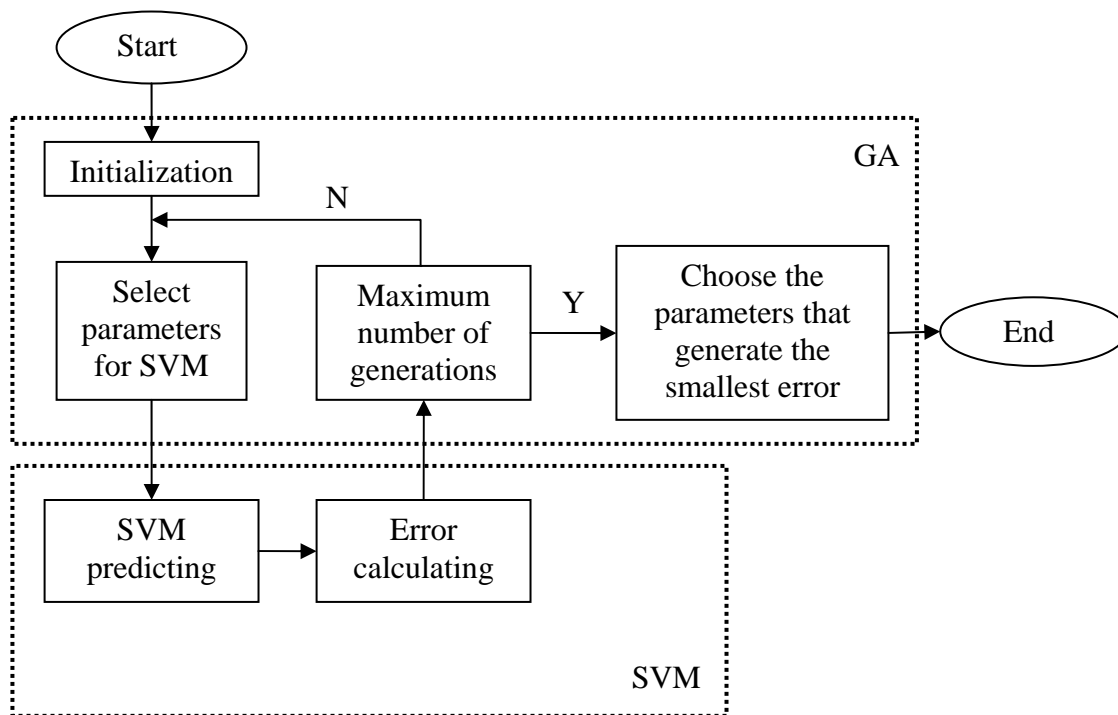 Start
Initialization
GA
N
Select
parameters
for SVM
Maximum
number of
generations
Y
Choose the
parameters that
generate the
smallest error
End
SVM
predicting
Error
calculating
SVM